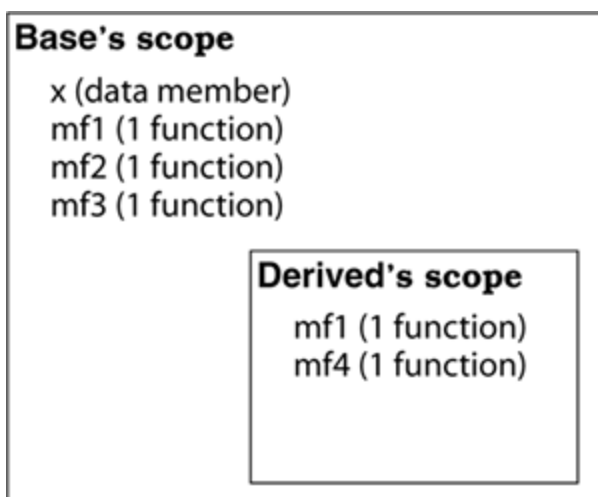 Base's scope
x (data member)
mf1 (1 function)
mf2 (1 function)
mf3 (1 function)
Derived's scope
mf1 (1 function)
mf4 (1 function)